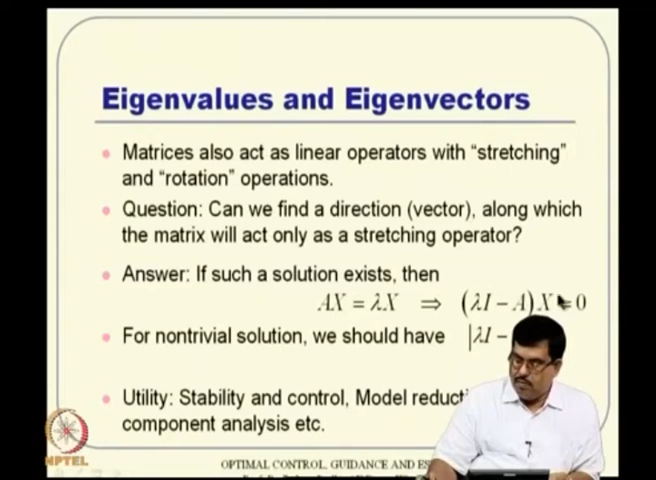 Eigenvalues and Eigenvectors
Matrices also act as linear operators with “stretching”
and “rotation” operations.
Question: Can we find a direction (vector), along which
the matrix will act only as a stretching operator?
Answer: If such a solution exists, then
AX = λX ⇒ (λI − A)X = 0
For nontrivial solution, we should have |λI −
Utility: Stability and control, Model reducti
component analysis etc.
NPTEL
OPTIMAL CONTROL, GUIDANCE AND ES